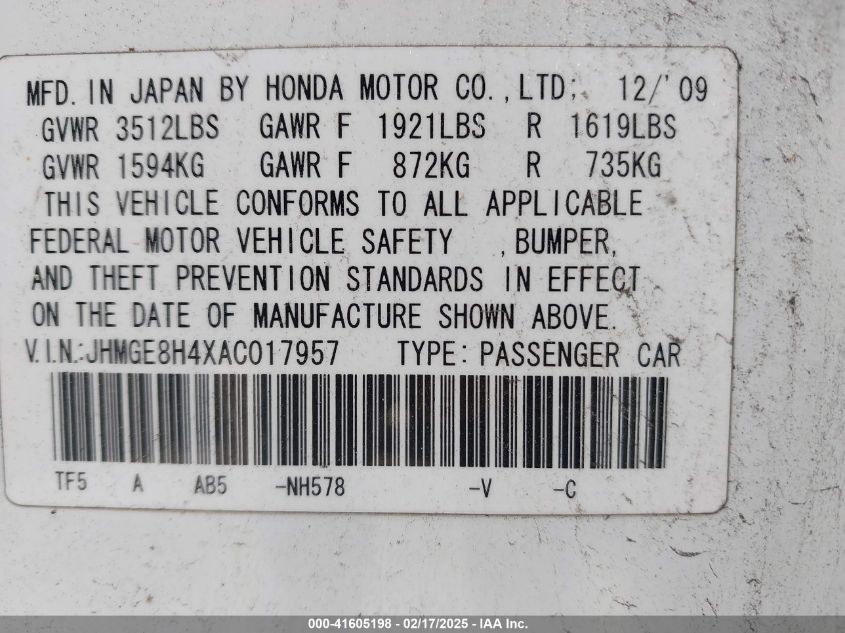 MFD. IN JAPAN BY HONDA MOTOR CO., LTD; 12/'09
GVWR 3512LBS GAWR F 1921LBS R 1619LBS
GVWR 1594KG GAWR F 872KG R 735KG
THIS VEHICLE CONFORMS TO ALL APPLICABLE
FEDERAL MOTOR VEHICLE SAFETY , BUMPER,
AND THEFT PREVENTION STANDARDS IN EFFECT
ON THE DATE OF MANUFACTURE SHOWN ABOVE.
V.I.N.:JHMGE8H4XAC017957 TYPE: PASSENGER CAR
TF5 A AB5 -NH578 -V -C
000-41605198 - 02/17/2025 - IAA Inc.